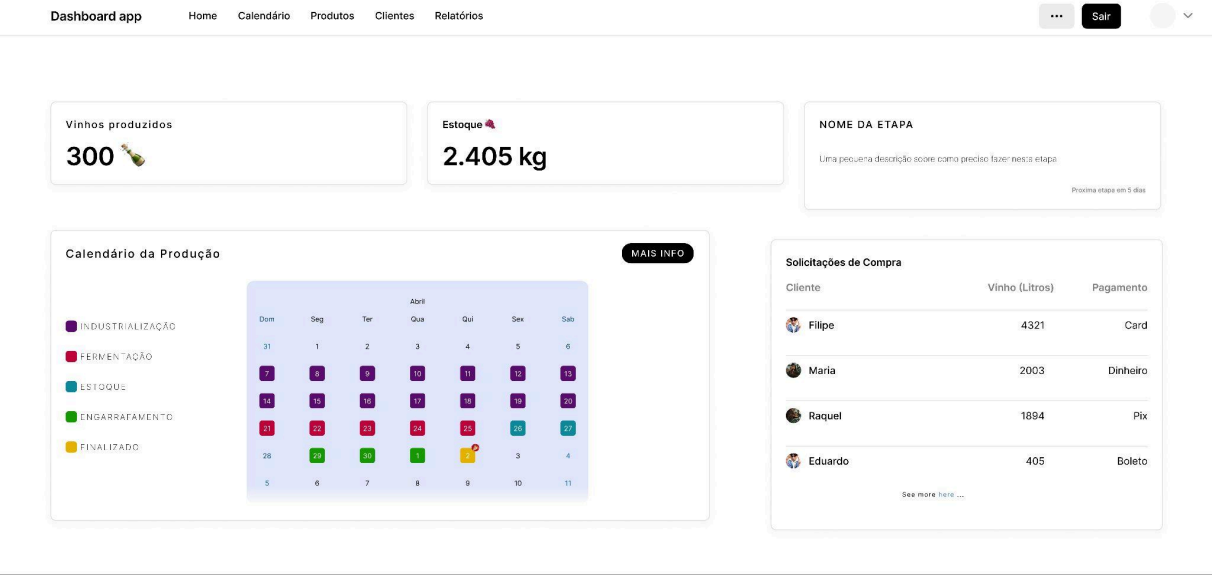 Dashboard app Home Calendário Produtos Clientes Relatórios ••• Sair
Vinhos produzidos
300
Estoque
2.405 kg
NOME DA ETAPA
Uma pequena descrição sobre como preciso fazer nesta etapa
Proxima etapa em 5 dias
Calendário da Produção
MAIS INFO
INDUSTRIALIZAÇÃO
FERMENTAÇÃO
ESTOQUE
ENGARRAFAMENTO
FINALIZADO
Abril
Dom Seg Ter Qua Qui Sex Sab
31 1 2 3 4 5 6
7 8 9 10 11 12 13
14 15 16 17 18 19 20
21 22 23 24 25 26 27
28 29 30 1 2 3 4
5 6 7 8 9 10 11
Solicitações de Compra
Cliente Vinho (Litros) Pagamento
Filipe 4321 Card
Maria 2003 Dinheiro
Raquel 1894 Pix
Eduardo 405 Boleto
See more here ...